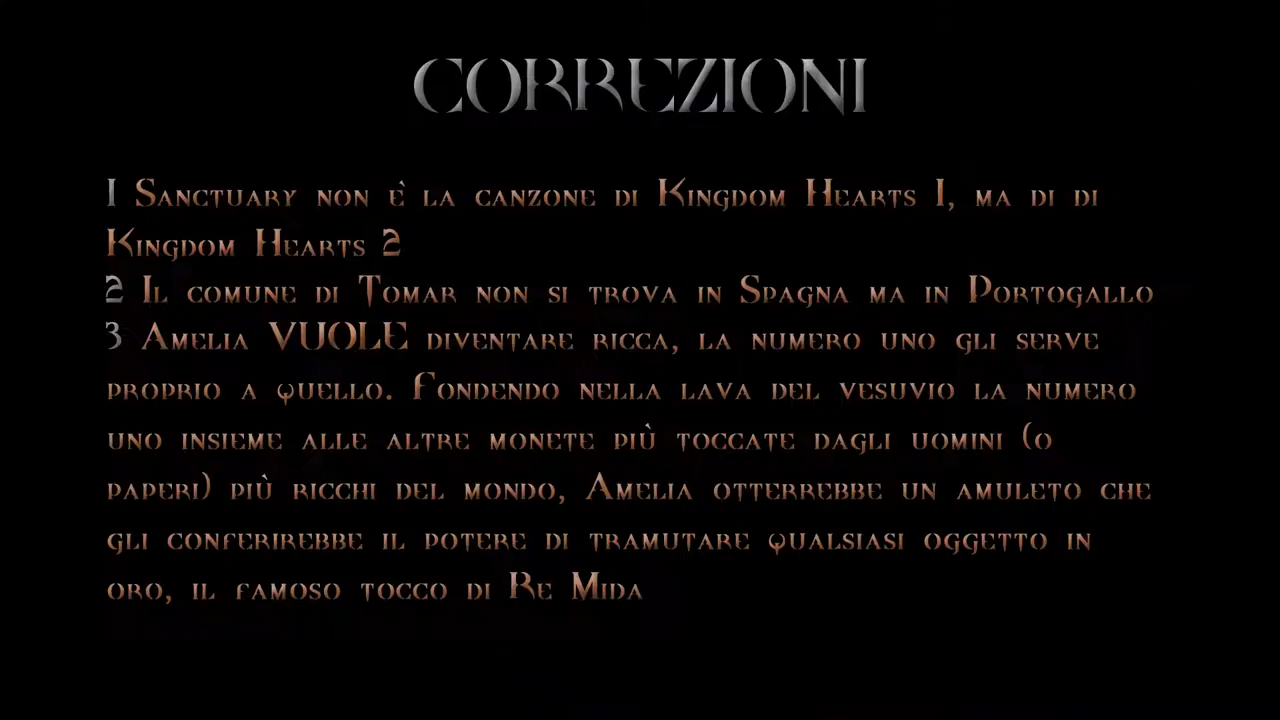 CORREZIONI
1 Sanctuary non è la canzone di Kingdom Hearts I, ma di di
Kingdom Hearts 2
2 Il comune di Tomar non si trova in Spagna ma in Portogallo
3 Amelia VUOLE diventare ricca, la numero uno gli serve
proprio a quello. Fondendo nella lava del vesuvio la numero
uno insieme alle altre monete più toccate dagli uomini (o
paperi) più ricchi del mondo, Amelia otterrebbe un amuleto che
gli conferirebbe il potere di tramutare qualsiasi oggetto in
oro, il famoso tocco di Re Mida